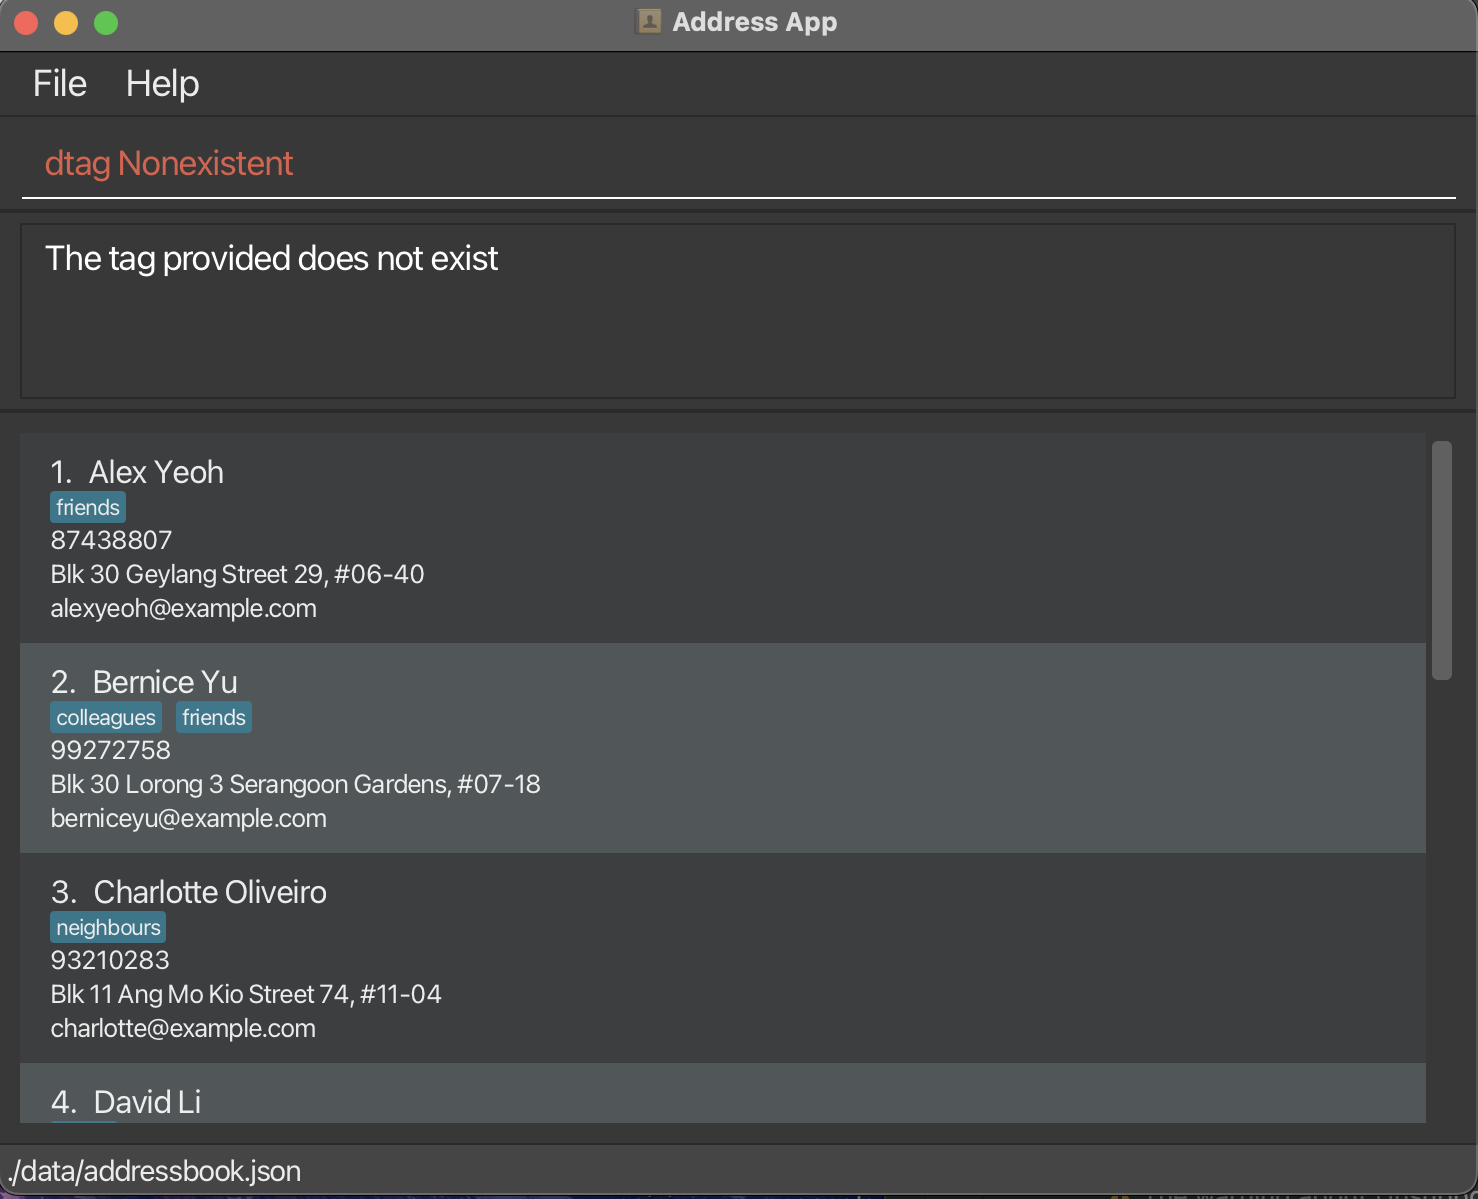 Address App
File Help
dtag Nonexistent
The tag provided does not exist
1. Alex Yeoh
friends
87438807
Blk 30 Geylang Street 29, #06-40
alexyeoh@example.com
2. Bernice Yu
colleagues friends
99272758
Blk 30 Lorong 3 Serangoon Gardens, #07-18
berniceyu@example.com
3. Charlotte Oliveiro
neighbours
93210283
Blk 11 Ang Mo Kio Street 74, #11-04
charlotte@example.com
4. David Li
./data/addressbook.json